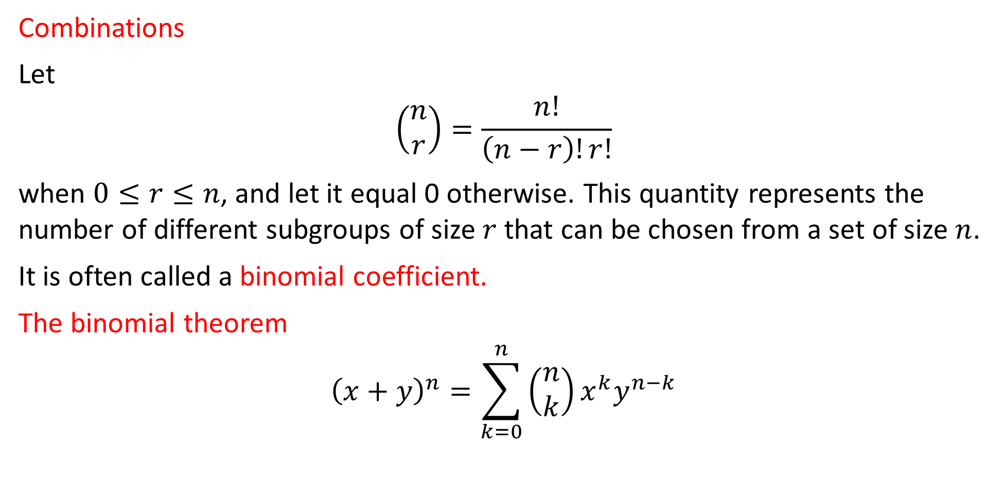 Combinations
Let
$$\binom{n}{r} = \frac{n!}{(n-r)!\,r!}$$
when $0 \leq r \leq n$, and let it equal 0 otherwise. This quantity represents the
number of different subgroups of size $r$ that can be chosen from a set of size $n$.
It is often called a binomial coefficient.
The binomial theorem
$$(x+y)^n = \sum_{k=0}^{n} \binom{n}{k} x^k y^{n-k}$$